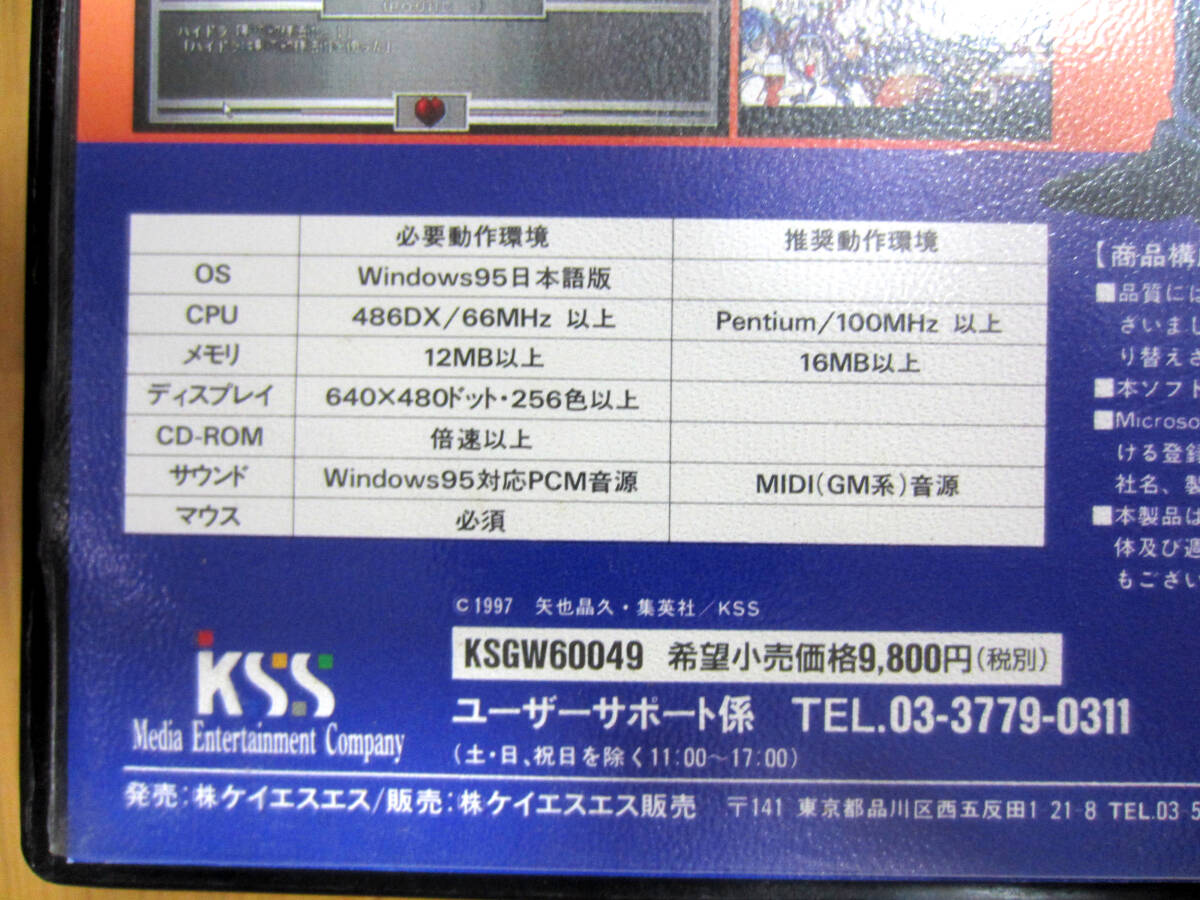 ハイドラ
必要動作環境 推奨動作環境
OS Windows95日本語版
CPU 486DX/66MHz 以上 Pentium/100MHz 以上
メモリ 12MB以上 16MB以上
ディスプレイ 640×480ドット・256色以上
CD-ROM 倍速以上
サウンド Windows95対応PCM音源 MIDI(GM系)音源
マウス 必須
【商品構
■品質には
ざいまし
り替えさ
■本ソフト
■Microso
ける登録
社名、製
■本製品は
体及び週
もござい
©1997 矢也晶久・集英社/KSS
KSGW60049 希望小売価格9,800円(税別)
KSS
Media Entertainment Company
ユーザーサポート係 TEL.03-3779-0311
(土・日、祝日を除く11:00~17:00)
発売:㈱ケイエスエス/販売:㈱ケイエスエス販売 〒141 東京都品川区西五反田1 21-8 TEL.03-5